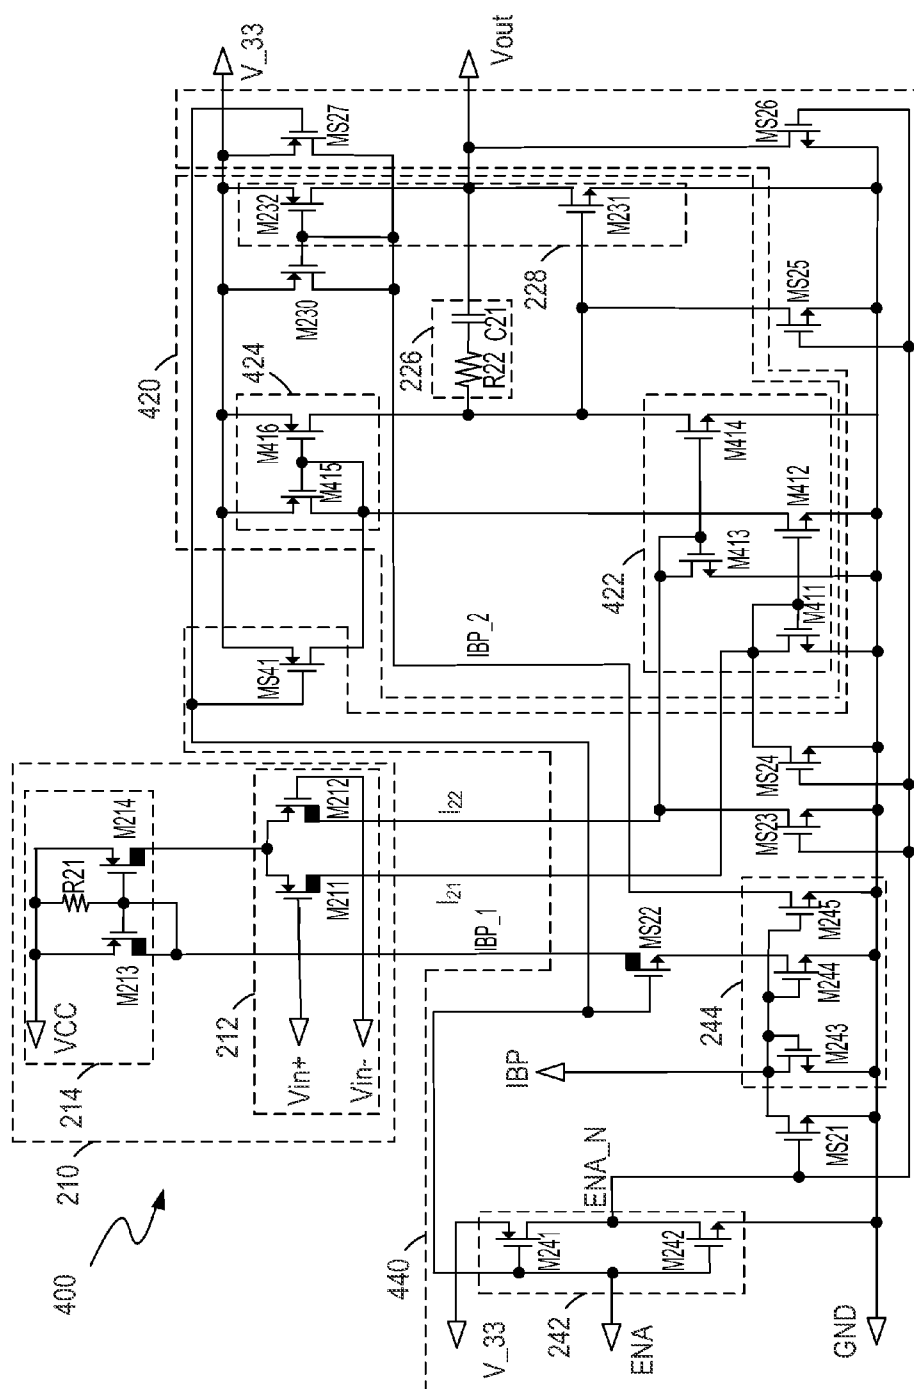 400
210
214
VCC
M213
R21
M214
212
Vin+
Vin-
M211
M212
I21
I22
IBP_1
IBP_2
MS41
420
424
M415
M416
M230
M232
MS27
V_33
226
R22
C21
228
M231
Vout
MS26
MS25
422
M411
M412
M413
M414
MS24
MS23
MS22
244
M243
M244
M245
IBP
MS21
ENA_N
440
V_33
242
M241
M242
ENA
GND